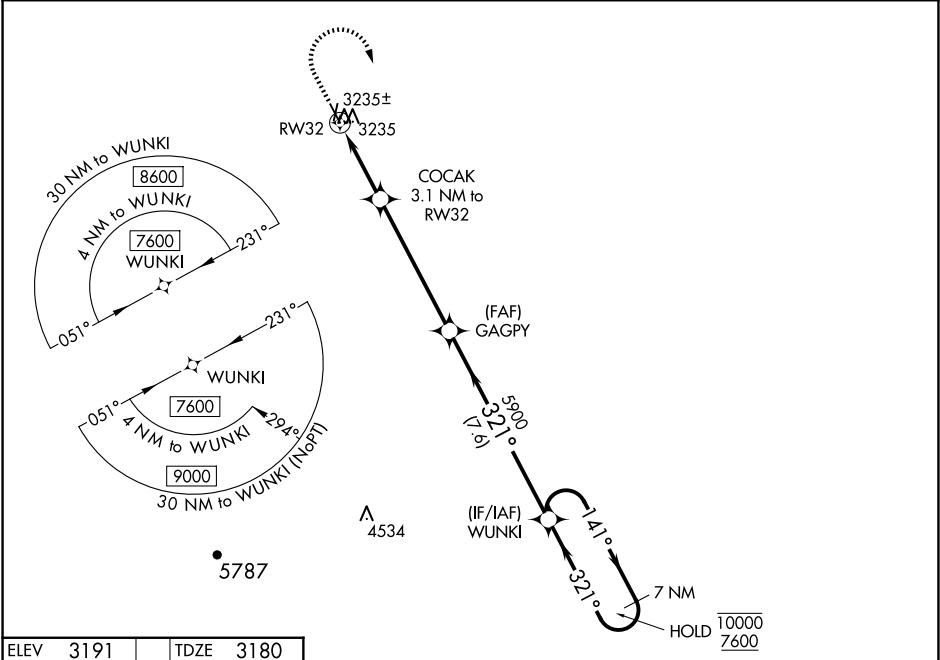 3235±
RW32
3235
COCAK
3.1 NM to
RW32
30 NM to WUNKI
8600
4 NM to WUNKI
7600
WUNKI
231°
051°
(FAF)
GAGPY
231°
WUNKI
051°
7600
4 NM to WUNKI
294°
9000
30 NM to WUNKI (NoPT)
5900
321°
(7.6)
4534
5787
(IF/IAF)
WUNKI
141°
321°
7 NM
HOLD
10000
7600
ELEV 3191
TDZE 3180